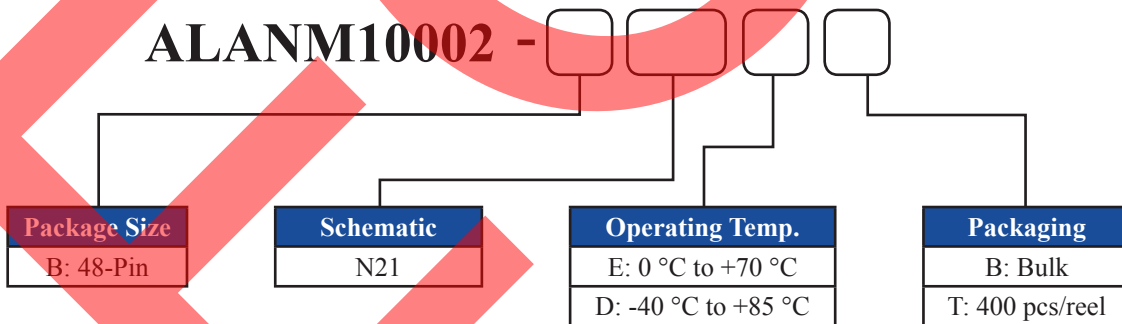 ALANM10002 -
Package Size
B: 48-Pin
Schematic
N21
Operating Temp.
E: 0 °C to +70 °C
D: -40 °C to +85 °C
Packaging
B: Bulk
T: 400 pcs/reel